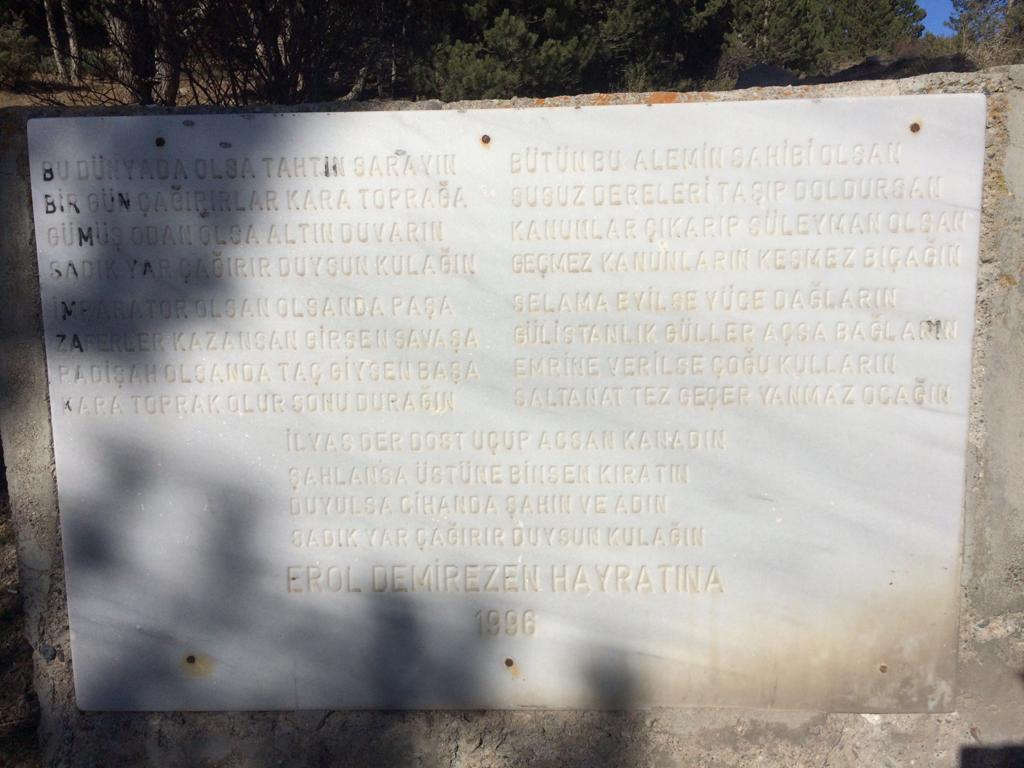 BU DÜNYADA OLSA TAHTIN SARAYIN
BİR GÜN ÇAĞIRIRLAR KARA TOPRAĞA
GÜMÜŞ ODAN OLSA ALTIN DUVARIN
SADIK YAR ÇAĞIRIR DUYSUN KULAĞIN
İMPARATOR OLSAN OLSANDA PAŞA
ZAFERLER KAZANSAN GİRSEN SAVAŞA
PADİŞAH OLSANDA TAÇ GİYSEN BAŞA
KARA TOPRAK OLUR SONU DURAĞIN
BÜTÜN BU ALEMİN SAHİBİ OLSAN
SUSUZ DERELERİ TAŞIP DOLDURSAN
KANUNLAR ÇIKARIP SÜLEYMAN OLSAN
GEÇMEZ KANUNLARIN KESMEZ BIÇAĞIN
SELAMA EYİLSE YÜCE DAĞLARIN
GÜLİSTANLIK GÜLLER AÇSA BAĞLARIN
EMRİNE VERİLSE ÇOĞU KULLARIN
SALTANAT TEZ GEÇER YANMAZ OCAĞIN
İLYAS DER DOST UÇUP AÇSAN KANADIN
ŞAHLANSA ÜSTÜNE BİNSEN KIRATIN
DUYULSA CİHANDA ŞAHIN VE ADIN
SADIK YAR ÇAĞIRIR DUYSUN KULAĞIN
EROL DEMİREZEN HAYRATINA
1996